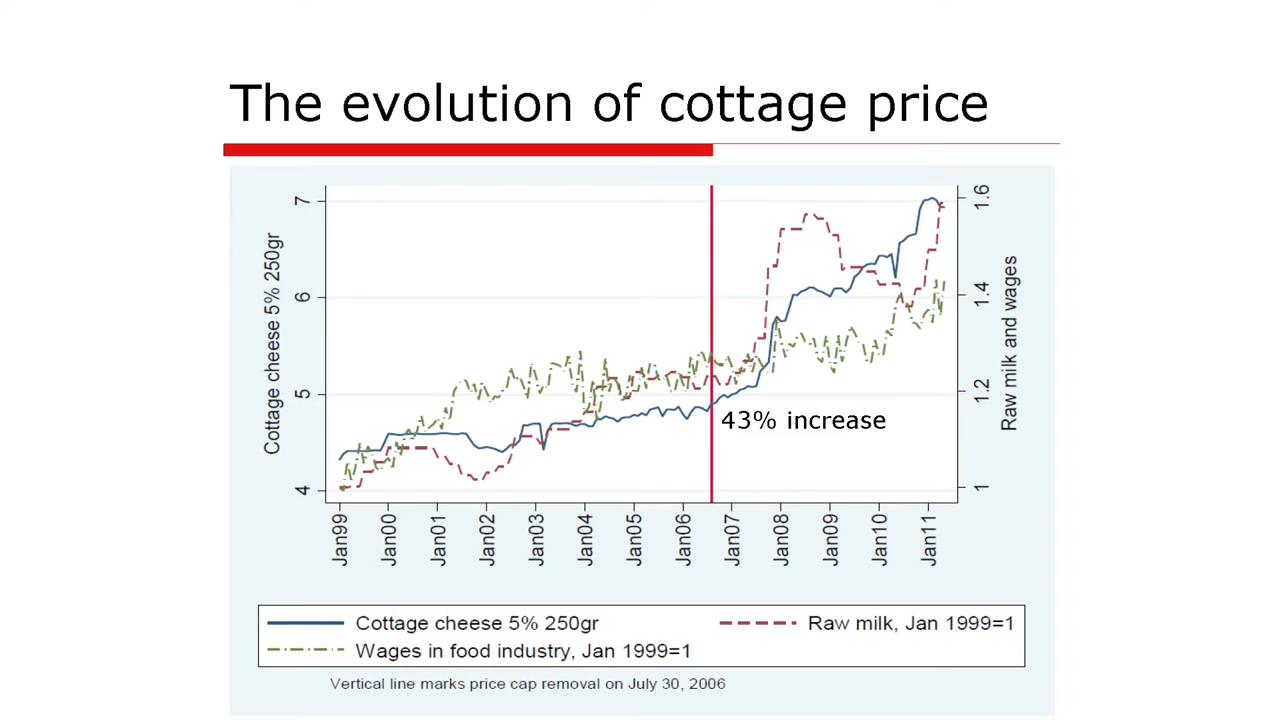 The evolution of cottage price
Cottage cheese 5% 250gr
7
6
5
4
1.6
1.4
1.2
1
Raw milk and wages
43% increase
Jan99
Jan00
Jan01
Jan02
Jan03
Jan04
Jan05
Jan06
Jan07
Jan08
Jan09
Jan10
Jan11
Cottage cheese 5% 250gr
Raw milk, Jan 1999=1
Wages in food industry, Jan 1999=1
Vertical line marks price cap removal on July 30, 2006